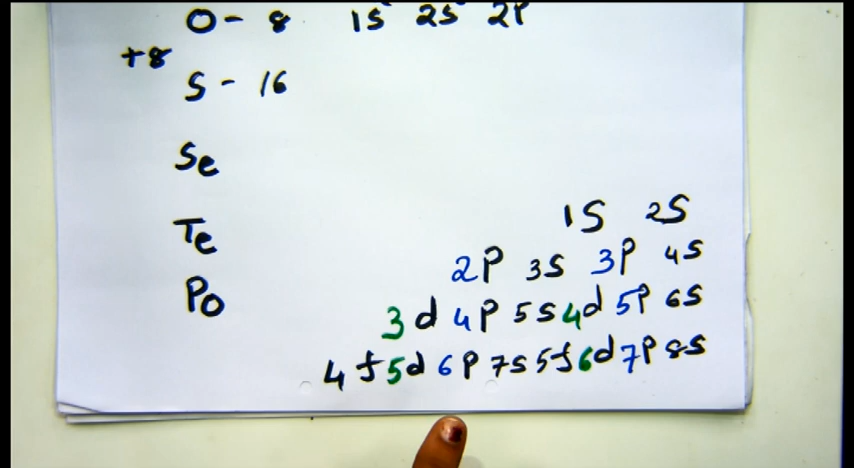 O - 8 1S 2S 2P
+8
S - 16
Se
Te
Po
1S 2S
2P 3S 3P 4S
3d 4P 5S 4d 5P 6S
4f 5d 6P 7S 5f 6d 7P 8S